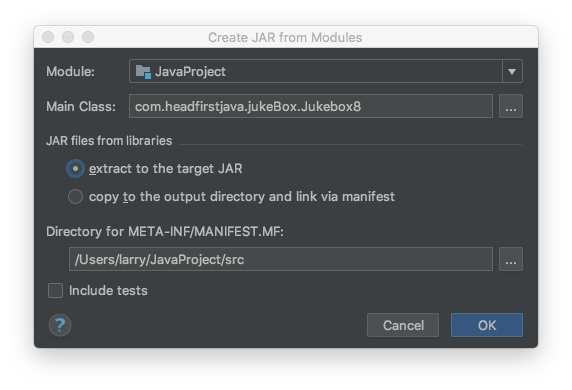 Create JAR from Modules
Module: JavaProject
Main Class: com.headfirstjava.jukeBox.Jukebox8 ...
JAR files from libraries
extract to the target JAR
copy to the output directory and link via manifest
Directory for META-INF/MANIFEST.MF:
/Users/larry/JavaProject/src ...
Include tests
? Cancel OK